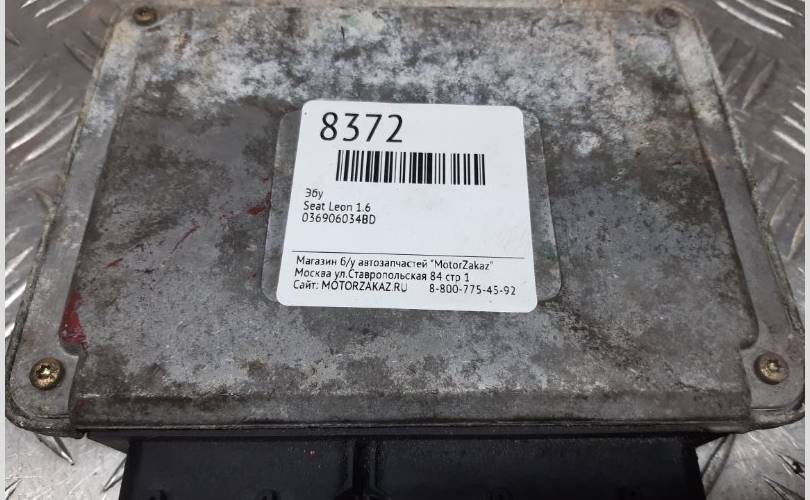 8372
Эбу
Seat Leon 1.6
036906034BD
Магазин б/у автозапчастей "MotorZakaz"
Москва ул.Ставропольская 84 стр 1
Сайт: MOTORZAKAZ.RU 8-800-775-45-92